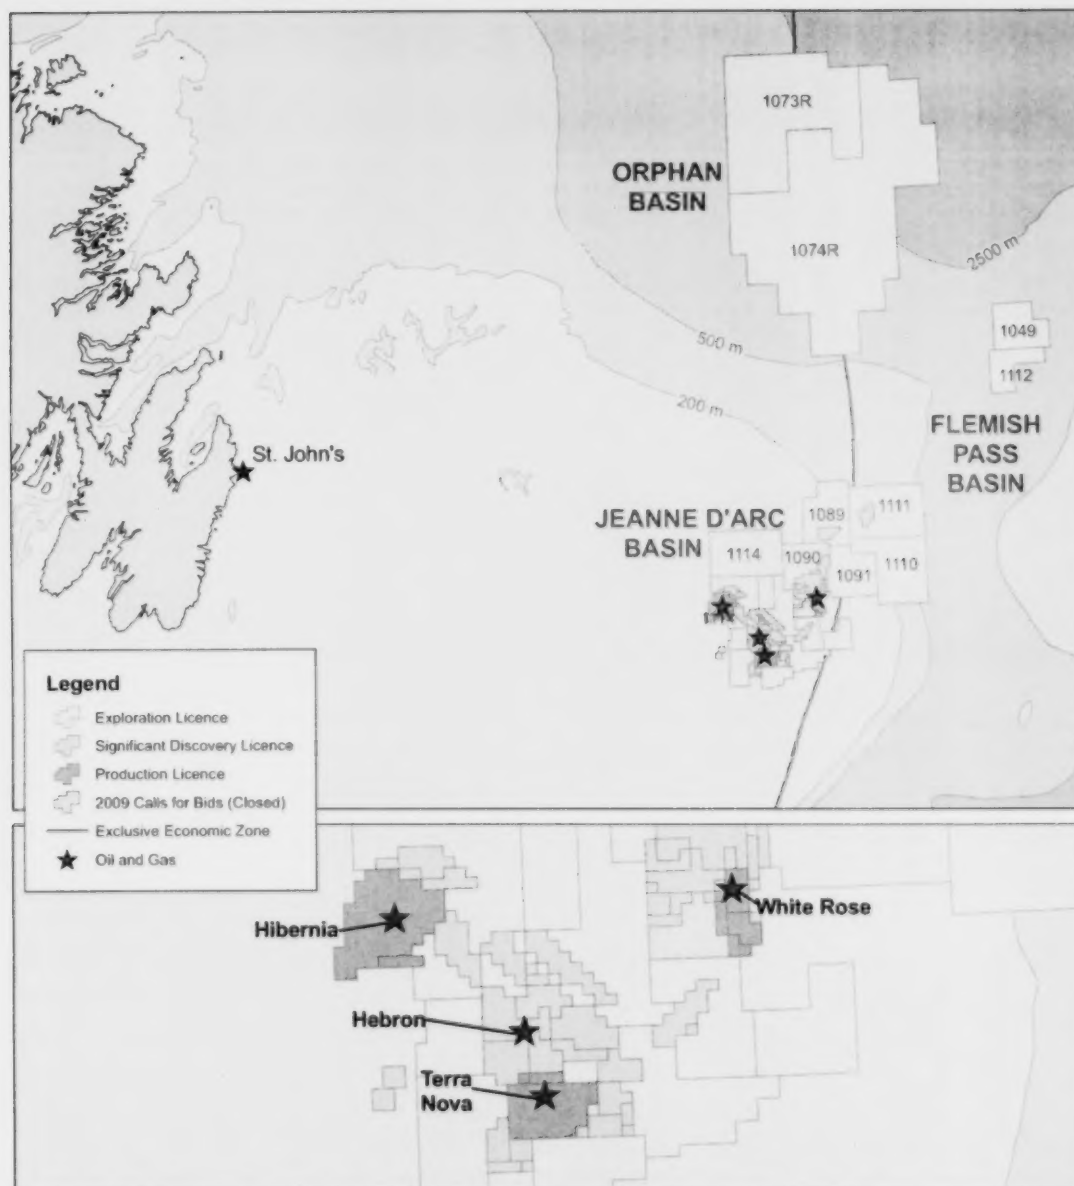 1073R
ORPHAN
BASIN
1074R
2500 m
1049
500 m
1112
200 m
FLEMISH
PASS
BASIN
St. John's
JEANNE D'ARC
BASIN
1089
1111
1114
1090
1091
1110
Legend
Exploration Licence
Significant Discovery Licence
Production Licence
2009 Calls for Bids (Closed)
Exclusive Economic Zone
Oil and Gas
Hibernia
White Rose
Hebron
Terra
Nova